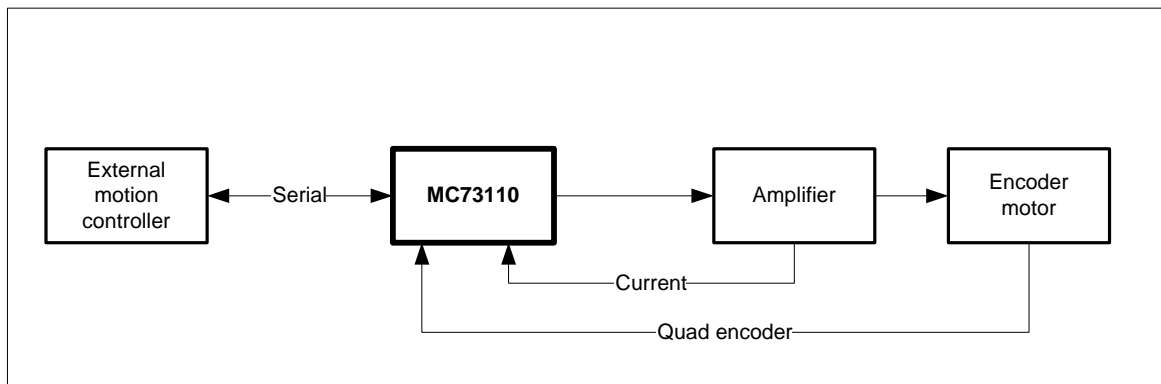 External
motion
controller
Serial
MC73110
Amplifier
Encoder
motor
Current
Quad encoder